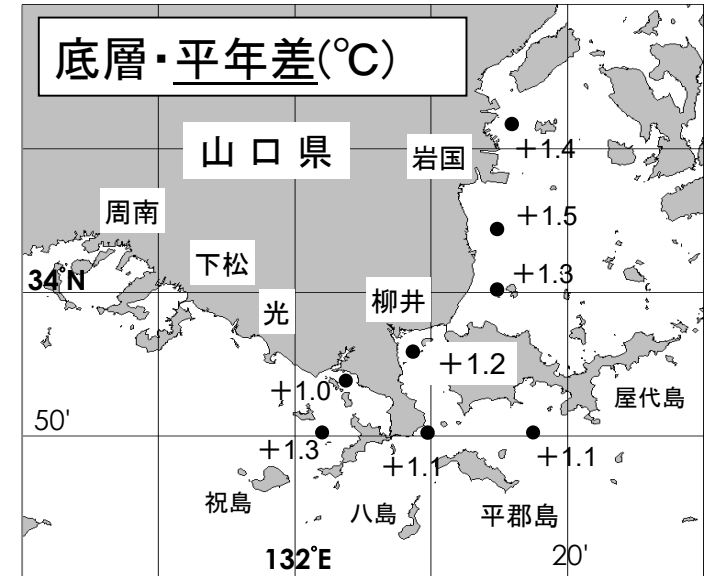 底層・平年差(℃)
山口県
岩国
+1.4
周南
+1.5
下松
34°N
+1.3
光
柳井
+1.2
+1.0
屋代島
50'
+1.3
+1.1
+1.1
祝島
八島
平郡島
132°E
20'